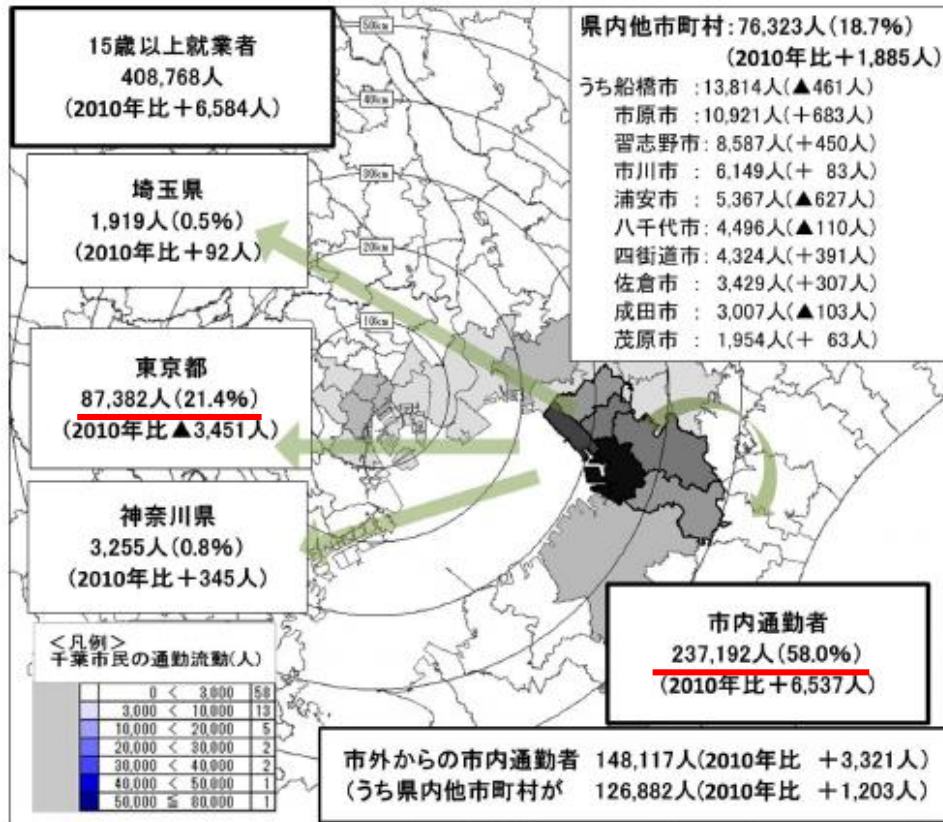 15歳以上就業者
408,768人
(2010年比＋6,584人)
埼玉県
1,919人(0.5%)
(2010年比＋92人)
東京都
87,382人(21.4%)
(2010年比▲3,451人)
神奈川県
3,255人(0.8%)
(2010年比＋345人)
50km
40km
30km
20km
10km
県内他市町村:76,323人(18.7%)
(2010年比＋1,885人)
うち船橋市 :13,814人(▲461人)
市原市:10,921人(＋683人)
習志野市: 8,587人(＋450人)
市川市 : 6,149人(＋ 83人)
浦安市 : 5,367人(▲627人)
八千代市: 4,496人(▲110人)
四街道市: 4,324人(＋391人)
佐倉市 : 3,429人(＋307人)
成田市 : 3,007人(▲103人)
茂原市 : 1,954人(＋ 63人)
＜凡例＞
千葉市民の通勤流動(人)
0 ＜ 3,000 58
3,000 ＜ 10,000 13
10,000 ＜ 20,000 5
20,000 ＜ 30,000 2
30,000 ＜ 40,000 2
40,000 ＜ 50,000 1
50,000 ≦ 80,000 1
市内通勤者
237,192人(58.0%)
(2010年比＋6,537人)
市外からの市内通勤者 148,117人(2010年比 ＋3,321人)
(うち県内他市町村が 126,882人(2010年比 ＋1,203人)